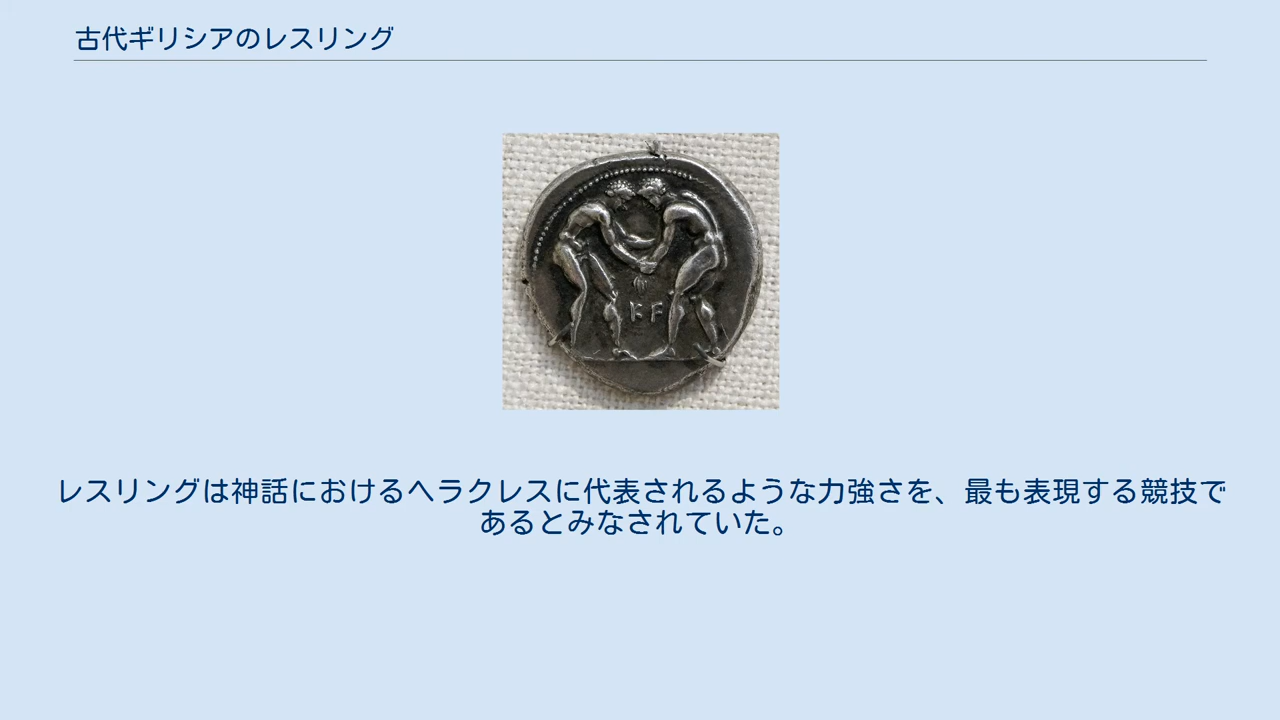 古代ギリシアのレスリング
ϜϜ
レスリングは神話におけるヘラクレスに代表されるような力強さを、最も表現する競技で
あるとみなされていた。